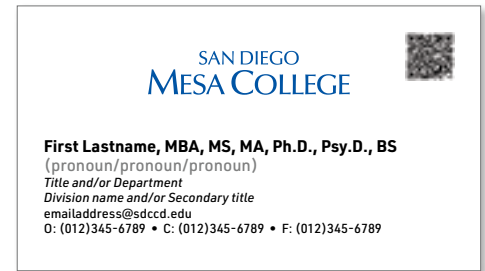 SAN DIEGO
MESA COLLEGE
First Lastname, MBA, MS, MA, Ph.D., Psy.D., BS
(pronoun/pronoun/pronoun)
Title and/or Department
Division name and/or Secondary title
emailaddress@sdccd.edu
O: (012)345-6789 • C: (012)345-6789 • F: (012)345-6789